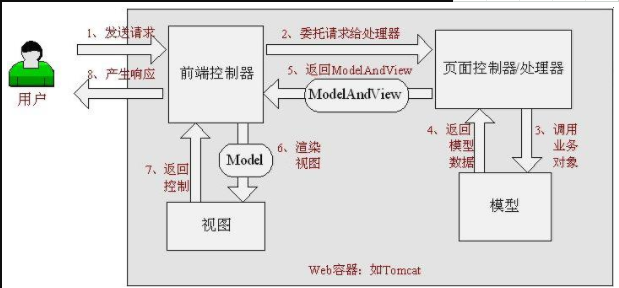 1、发送请求
2、委托请求给处理器
8、产生响应
用户
前端控制器
5、返回ModelAndView
ModelAndView
页面控制器/处理器
4、返回
模型
数据
3、调用
业务
对象
Model
6、渲染
视图
7、返回
控制
视图
模型
Web容器：如Tomcat